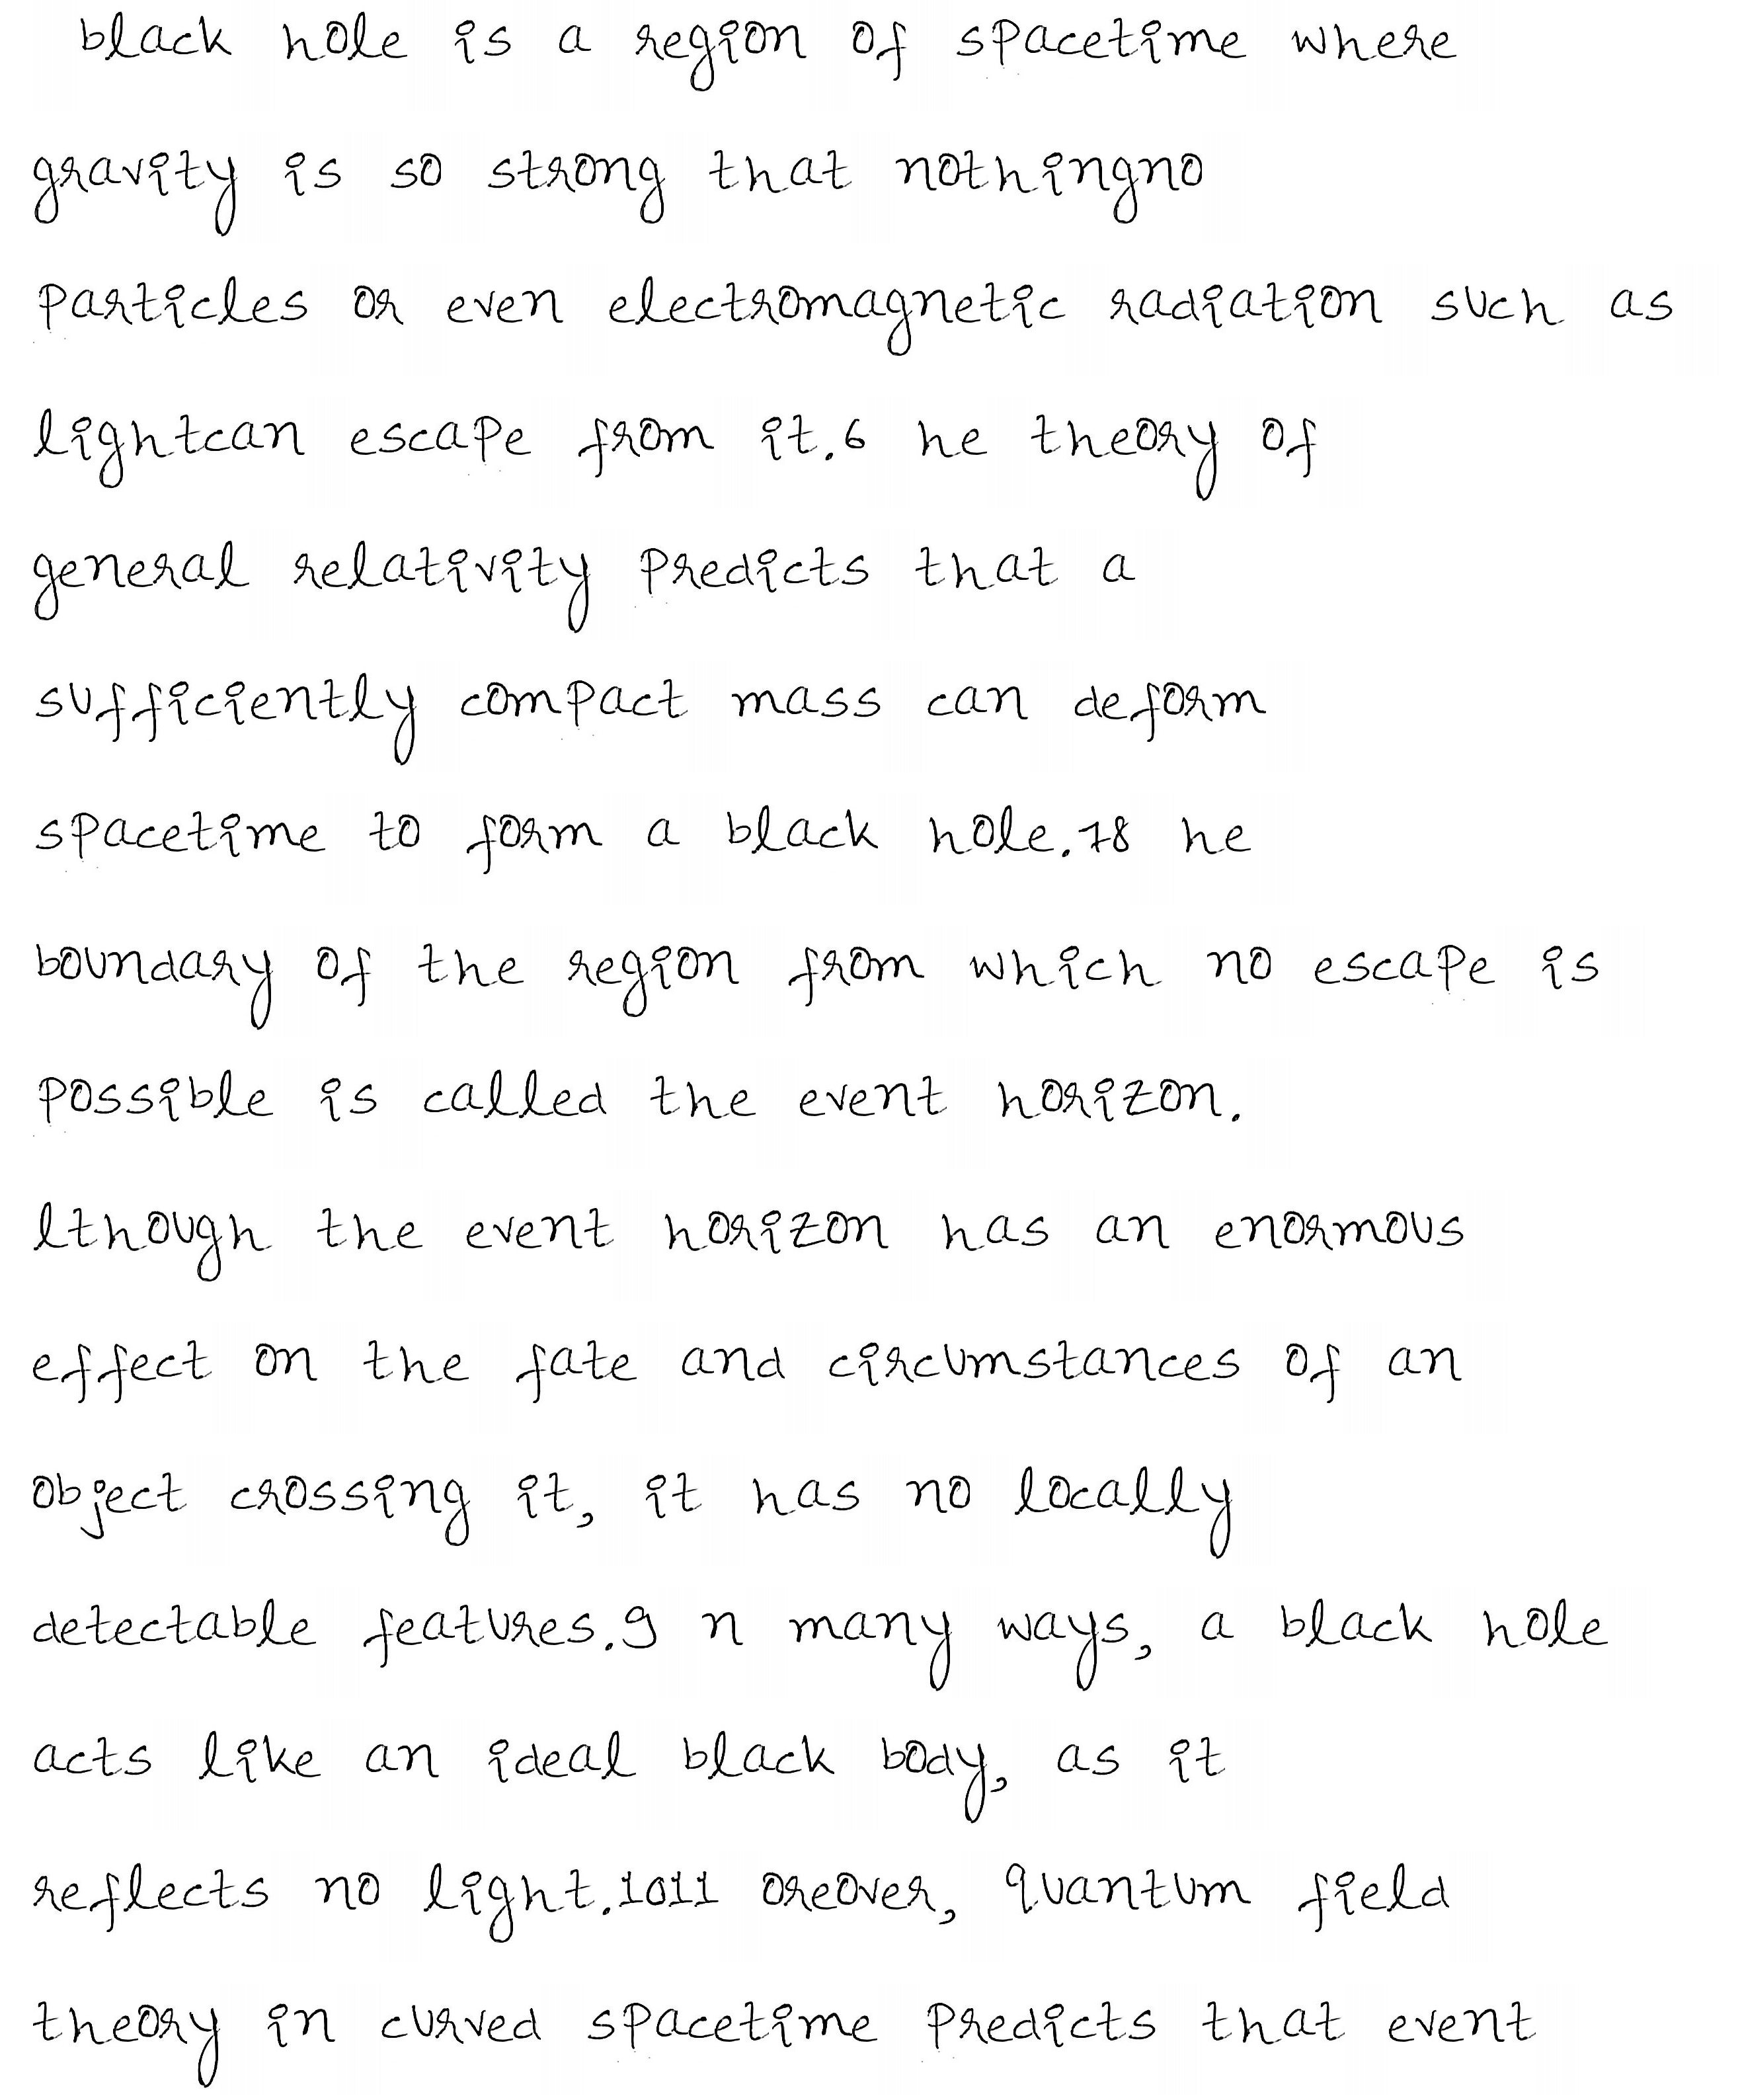 black hole is a region of spacetime where
gravity is so strong that nothingno
particles or even electromagnetic radiation such as
lightcan escape from it.6 he theory of
general relativity predicts that a
sufficiently compact mass can deform
spacetime to form a black hole.78 he
boundary of the region from which no escape is
possible is called the event horizon.
lthough the event horizon has an enormous
effect on the fate and circumstances of an
object crossing it, it has no locally
detectable features.9 n many ways, a black hole
acts like an ideal black body, as it
reflects no light.1011 oreover, quantum field
theory in curved spacetime predicts that event